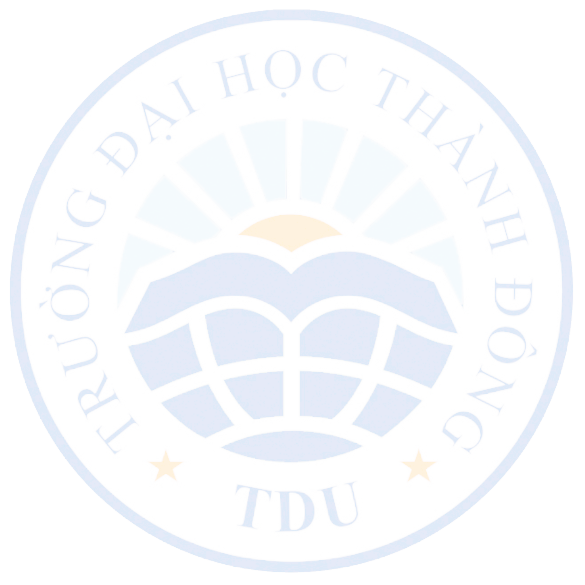 TRƯỜNG ĐẠI HỌC THÀNH ĐÔNG
TDU